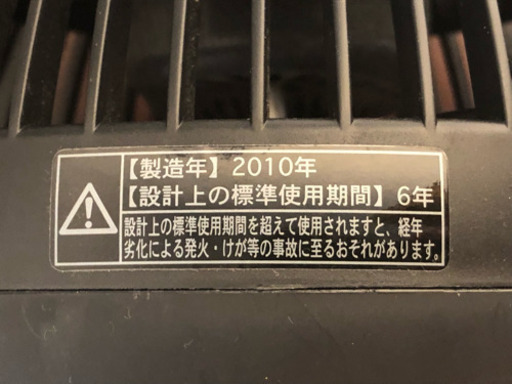 【製造年】2010年
【設計上の標準使用期間】6年
設計上の標準使用期間を超えて使用されますと、経年
劣化による発火・けが等の事故に至るおそれがあります。